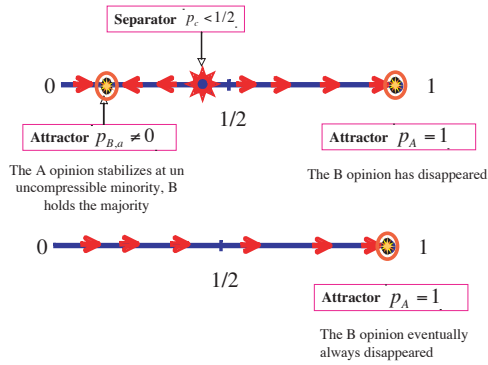 Separator p_c < 1/2
0
1
1/2
Attractor p_{B,a} ≠ 0
Attractor p_A = 1
The A opinion stabilizes at un
uncompressible minority, B
holds the majority
The B opinion has disappeared
0
1
1/2
Attractor p_A = 1
The B opinion eventually
always disappeared